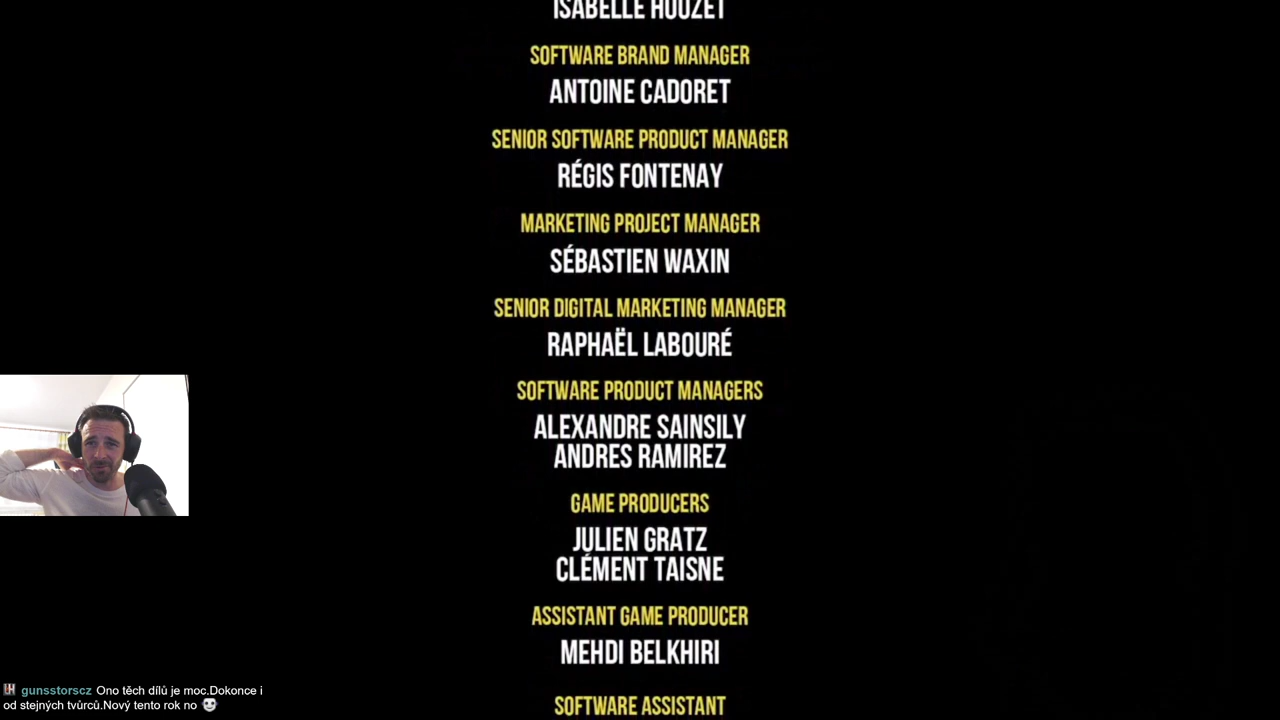 ISABELLE HOUZET
SOFTWARE BRAND MANAGER
ANTOINE CADORET
SENIOR SOFTWARE PRODUCT MANAGER
RÉGIS FONTENAY
MARKETING PROJECT MANAGER
SÉBASTIEN WAXIN
SENIOR DIGITAL MARKETING MANAGER
RAPHAËL LABOURÉ
SOFTWARE PRODUCT MANAGERS
ALEXANDRE SAINSILY
ANDRES RAMIREZ
GAME PRODUCERS
JULIEN GRATZ
CLÉMENT TAISNE
ASSISTANT GAME PRODUCER
MEHDI BELKHIRI
SOFTWARE ASSISTANT
gunsstorscz Ono těch dílů je moc.Dokonce i
od stejných tvůrců.Nový tento rok no